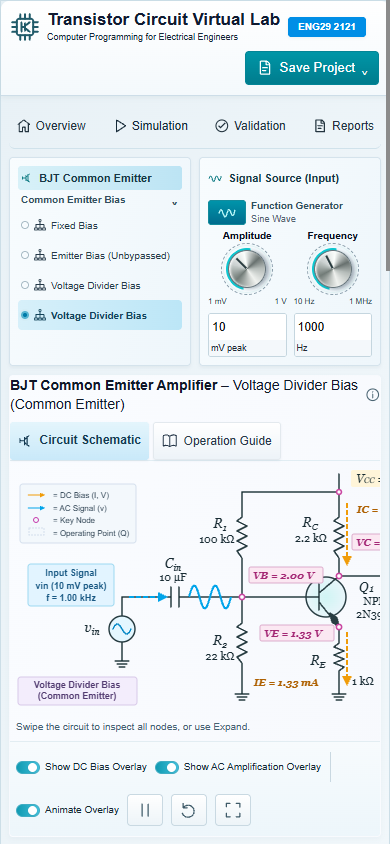 Transistor Circuit Virtual Lab
Computer Programming for Electrical Engineers
ENG29 2121
Save Project
Overview
Simulation
Validation
Reports
BJT Common Emitter
Common Emitter Bias
Fixed Bias
Emitter Bias (Unbypassed)
Voltage Divider Bias
Voltage Divider Bias
Signal Source (Input)
Function Generator
Sine Wave
Amplitude
Frequency
1 mV
1 V
10 Hz
1 MHz
10
mV peak
1000
Hz
BJT Common Emitter Amplifier – Voltage Divider Bias
(Common Emitter)
Circuit Schematic
Operation Guide
= DC Bias (I, V)
= AC Signal (v)
= Key Node
= Operating Point (Q)
Input Signal
vin (10 mV peak)
f = 1.00 kHz
vin
Voltage Divider Bias
(Common Emitter)
Cin
10 µF
R1
100 kΩ
R2
22 kΩ
VB = 2.00 V
VE = 1.33 V
IE = 1.33 mA
RC
2.2 kΩ
VCC =
IC =
VC =
Q1
NP
2N39
RE
1 kΩ
Swipe the circuit to inspect all nodes, or use Expand.
Show DC Bias Overlay
Show AC Amplification Overlay
Animate Overlay